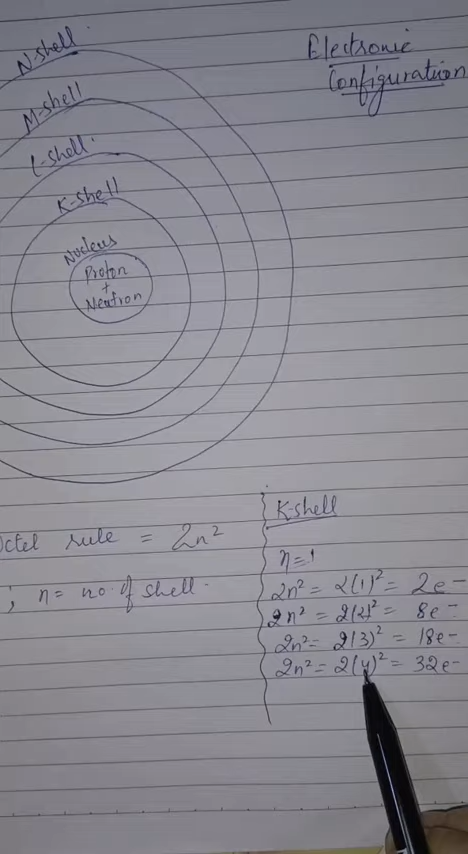 Electronic
Configuration
N-shell
M-shell
L-shell
K-shell
Nucleus
Proton
+
Neutron
Octet rule = 2n²
; n = no of shell.
K-shell
n=1
2n² = 2(1)² = 2e-
2n² = 2(2)² = 8e-
2n² = 2(3)² = 18e-
2n² = 2(4)² = 32e-